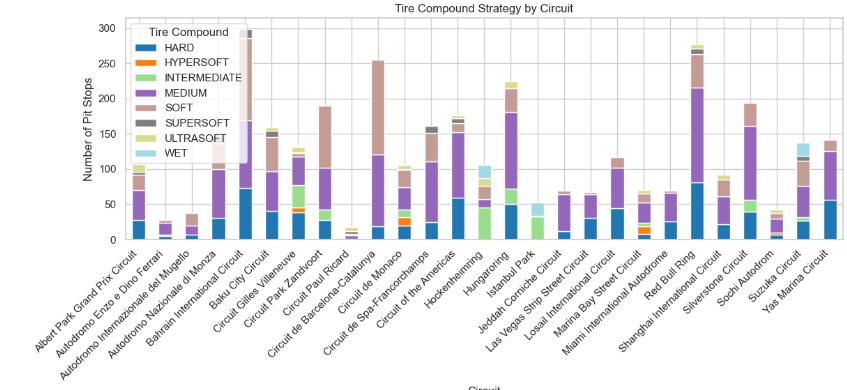 Tire Compound Strategy by Circuit
Number of Pit Stops
300
250
200
150
100
50
0
Tire Compound
HARD
HYPERSOFT
INTERMEDIATE
MEDIUM
SOFT
SUPERSOFT
ULTRASOFT
WET
Albert Park Grand Prix Circuit
Autodromo Enzo e Dino Ferrari
Autodromo Internazionale del Mugello
Autodromo Nazionale di Monza
Bahrain International Circuit
Baku City Circuit
Circuit Gilles Villeneuve
Circuit Park Zandvoort
Circuit Paul Ricard
Circuit de Barcelona-Catalunya
Circuit de Monaco
Circuit de Spa-Francorchamps
Circuit of the Americas
Hockenheimring
Hungaroring
Istanbul Park
Jeddah Corniche Circuit
Las Vegas Strip Street Circuit
Losail International Circuit
Marina Bay Street Circuit
Miami International Autodrome
Red Bull Ring
Shanghai International Circuit
Silverstone Circuit
Sochi Autodrom
Suzuka Circuit
Yas Marina Circuit